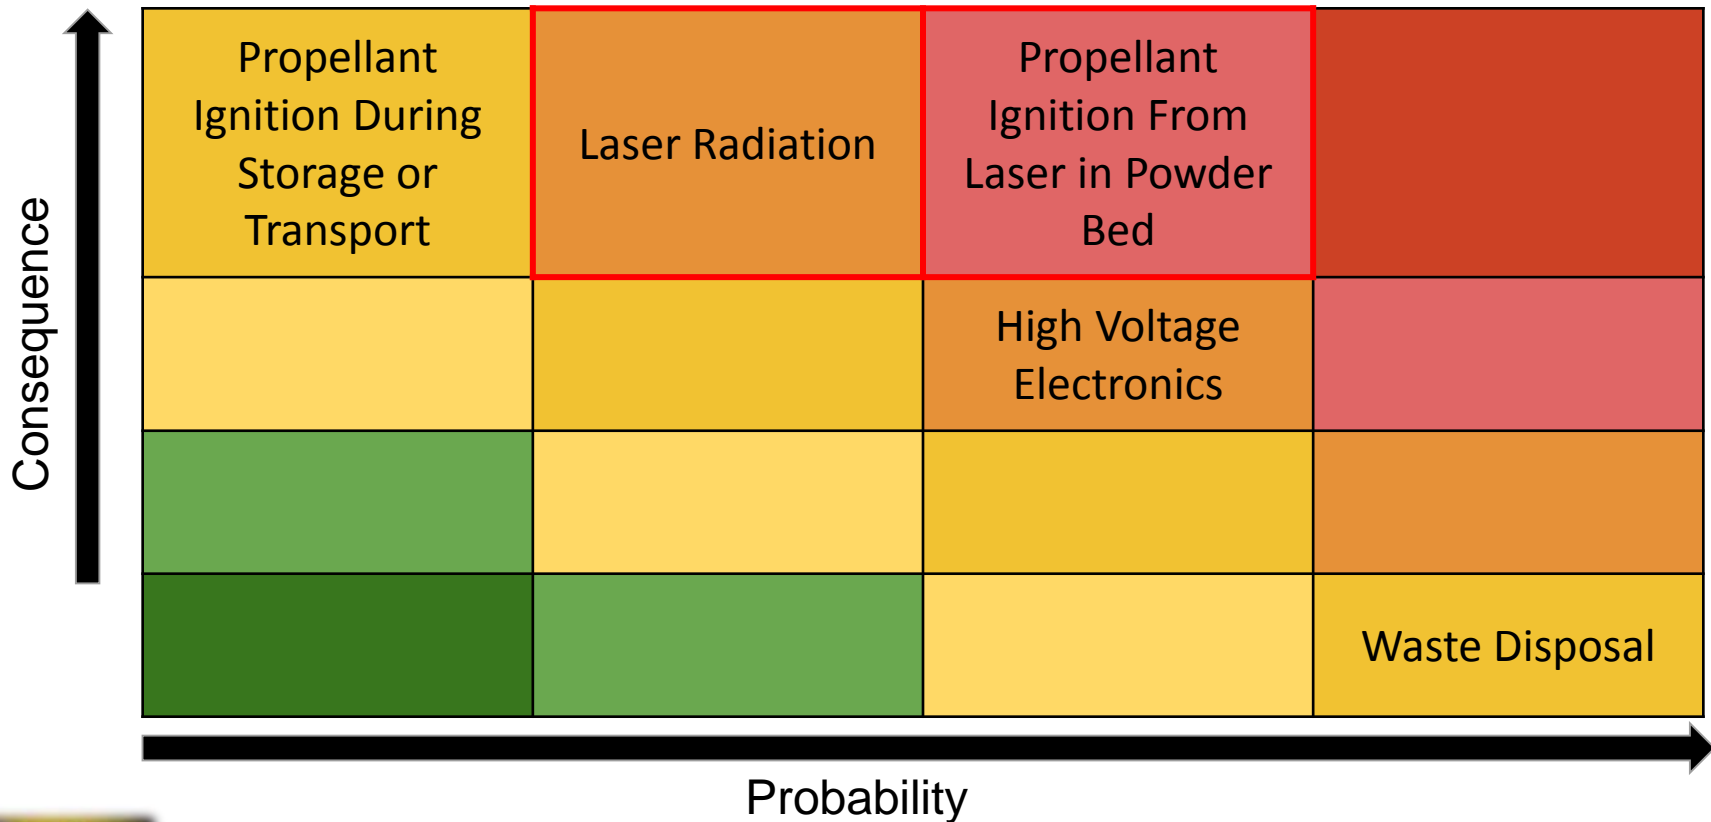 Propellant
Ignition During
Storage or
Transport
Laser Radiation
Propellant
Ignition From
Laser in Powder
Bed
High Voltage
Electronics
Waste Disposal
Consequence
Probability